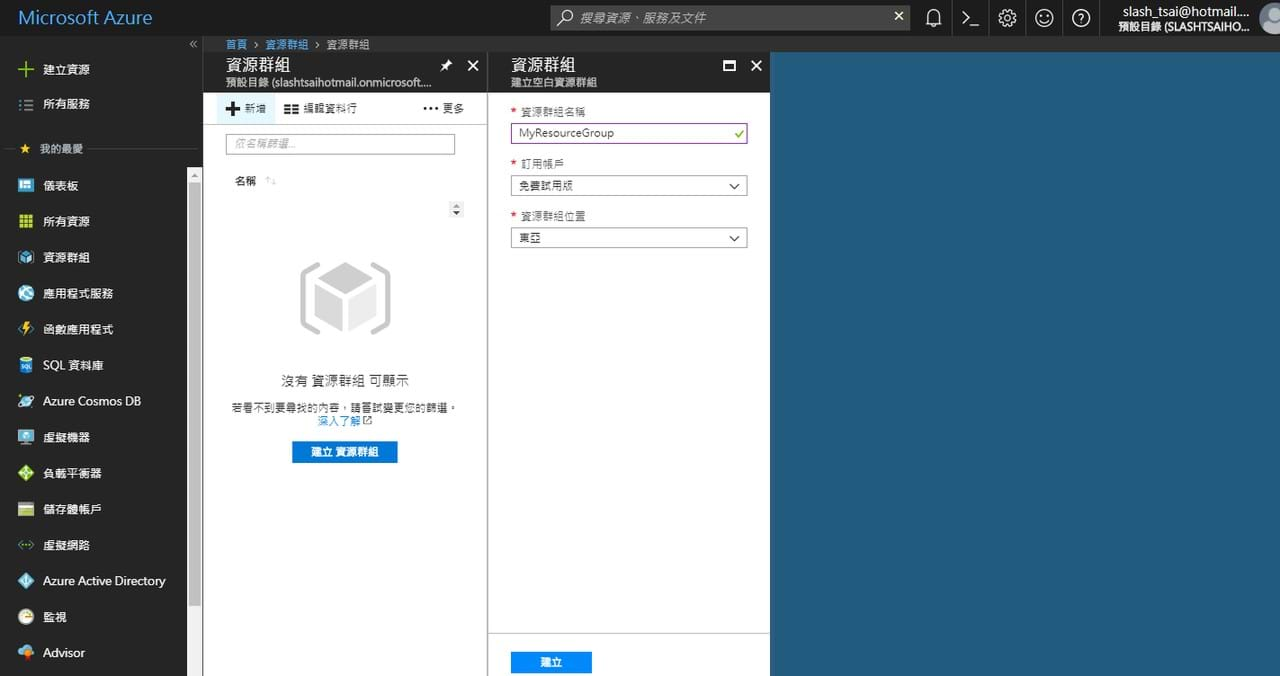 Microsoft Azure
搜尋資源、服務及文件
slash_tsai@hotmail....
預設目錄 (SLASHTSAIHO...
首頁 > 資源群組 > 資源群組
建立資源
所有服務
我的最愛
儀表板
所有資源
資源群組
應用程式服務
函數應用程式
SQL 資料庫
Azure Cosmos DB
虛擬機器
負載平衡器
儲存體帳戶
虛擬網路
Azure Active Directory
監視
Advisor
資源群組
預設目錄 (slashtsaihotmail.onmicrosoft....
新增
編輯資料行
更多
依名稱篩選...
名稱
沒有 資源群組 可顯示
若看不到要尋找的內容，請嘗試變更您的篩選。
深入了解
建立 資源群組
資源群組
建立空白資源群組
* 資源群組名稱
MyResourceGroup
* 訂用帳戶
免費試用版
* 資源群組位置
東亞
建立